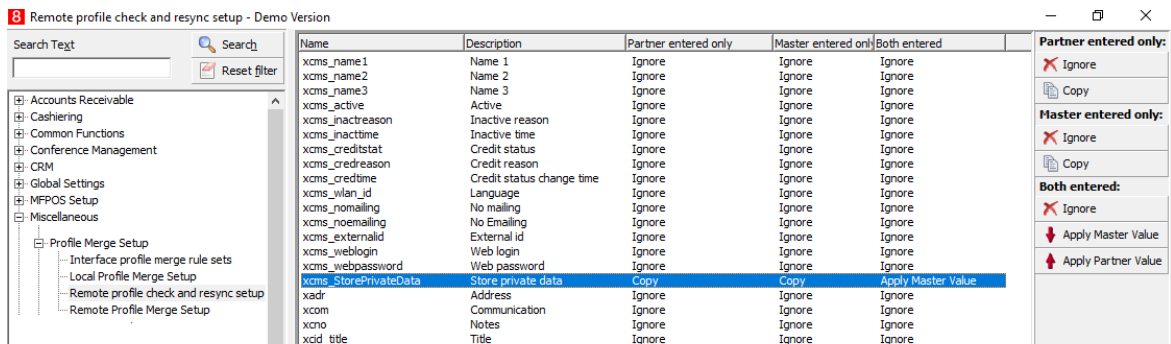 8 Remote profile check and resync setup - Demo Version
Search Text
Search
Reset filter
Accounts Receivable
Cashiering
Common Functions
Conference Management
CRM
Global Settings
MFPOS Setup
Miscellaneous
Profile Merge Setup
Interface profile merge rule sets
Local Profile Merge Setup
Remote profile check and resync setup
Remote Profile Merge Setup
Name Description Partner entered only Master entered only Both entered
xcms_name1 Name 1 Ignore Ignore Ignore
xcms_name2 Name 2 Ignore Ignore Ignore
xcms_name3 Name 3 Ignore Ignore Ignore
xcms_active Active Ignore Ignore Ignore
xcms_inactreason Inactive reason Ignore Ignore Ignore
xcms_inacttime Inactive time Ignore Ignore Ignore
xcms_creditstat Credit status Ignore Ignore Ignore
xcms_credreason Credit reason Ignore Ignore Ignore
xcms_credtime Credit status change time Ignore Ignore Ignore
xcms_wlan_id Language Ignore Ignore Ignore
xcms_nomailing No mailing Ignore Ignore Ignore
xcms_noemailing No Emailing Ignore Ignore Ignore
xcms_externalid External id Ignore Ignore Ignore
xcms_weblogin Web login Ignore Ignore Ignore
xcms_webpassword Web password Ignore Ignore Ignore
xcms_StorePrivateData Store private data Copy Copy Apply Master Value
xadr Address Ignore Ignore Ignore
xcom Communication Ignore Ignore Ignore
xcno Notes Ignore Ignore Ignore
xcid_title Title Ignore Ignore Ignore
Partner entered only:
Ignore
Copy
Master entered only:
Ignore
Copy
Both entered:
Ignore
Apply Master Value
Apply Partner Value